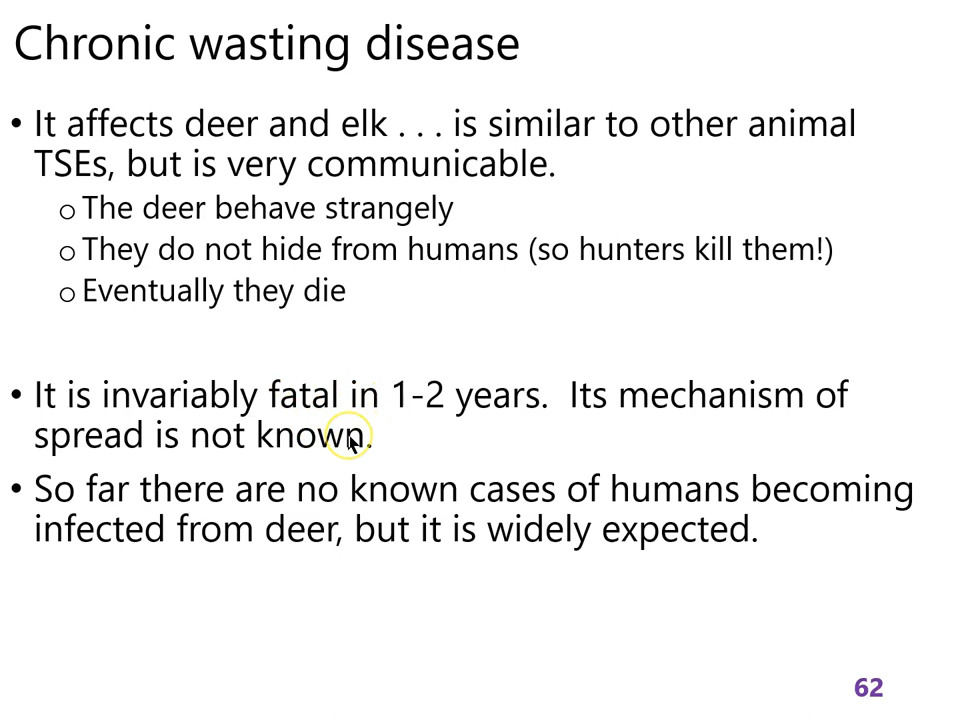 Chronic wasting disease
• It affects deer and elk . . . is similar to other animal
TSEs, but is very communicable.
o The deer behave strangely
o They do not hide from humans (so hunters kill them!)
o Eventually they die
• It is invariably fatal in 1-2 years.  Its mechanism of
spread is not known.
• So far there are no known cases of humans becoming
infected from deer, but it is widely expected.
62